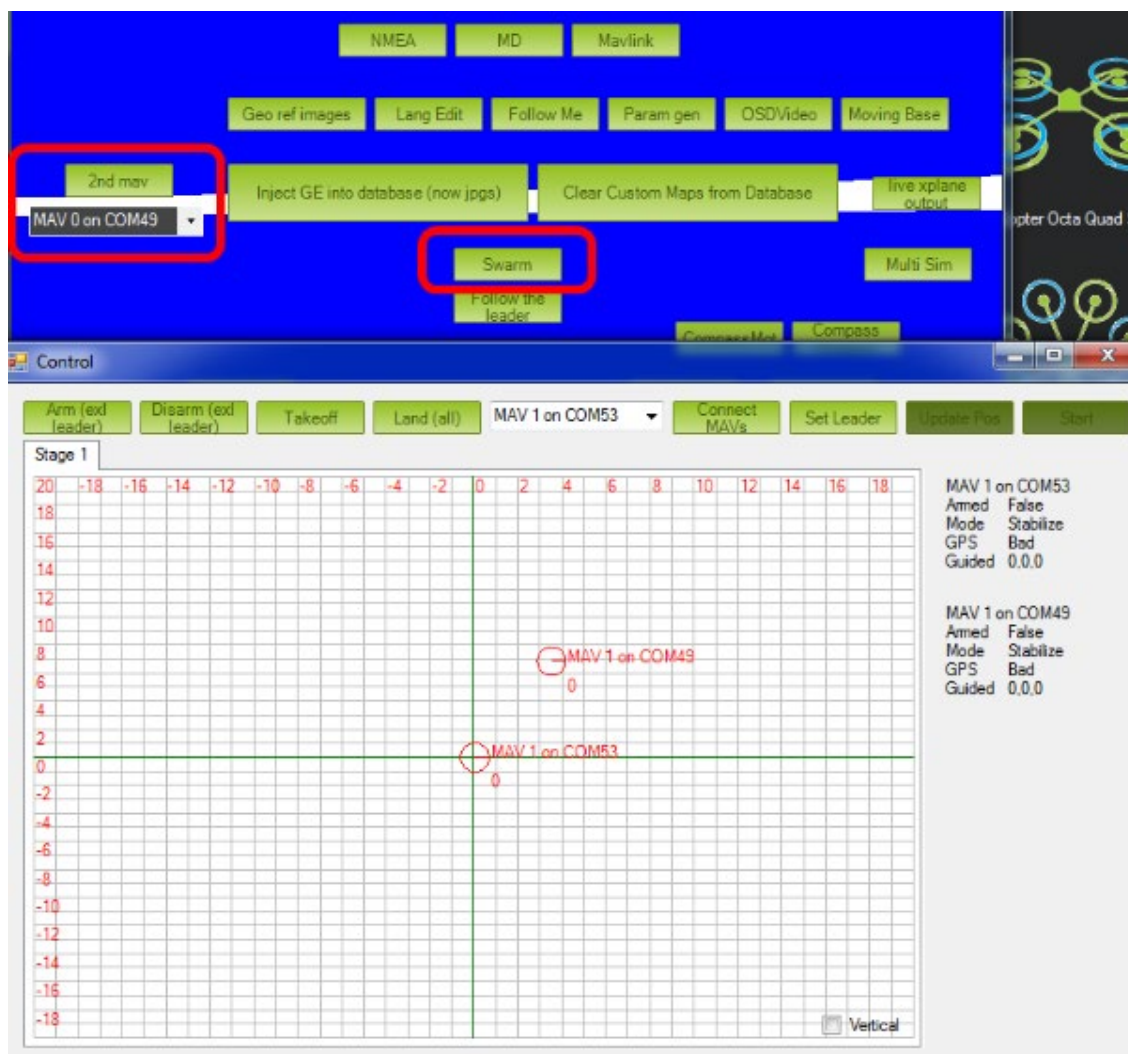 NMEA MD Mavlink
Geo ref images Lang Edit Follow Me Param gen OSDVideo Moving Base
2nd mav
Inject GE into database (now jpgs) Clear Custom Maps from Database
live xplane
output
MAV 0 on COM49
opter Octa Quad
Swarm Multi Sim
Follow the
leader
CompassMot Compass
Control
Arm (exl
leader)
Disarm (exl
leader)
Takeoff Land (all) MAV 1 on COM53
Connect
MAVs
Set Leader Update Pos Start
Stage 1
20 -18 -16 -14 -12 -10 -8 -6 -4 -2 0 2 4 6 8 10 12 14 16 18
18
16
14
12
10
8
6
4
2
0
-2
-4
-6
-8
-10
-12
-14
-16
-18
MAV 1 on COM49
0
MAV 1 on COM53
0
Vertical
MAV 1 on COM53
Armed False
Mode Stabilize
GPS Bad
Guided 0,0,0
MAV 1 on COM49
Armed False
Mode Stabilize
GPS Bad
Guided 0,0,0